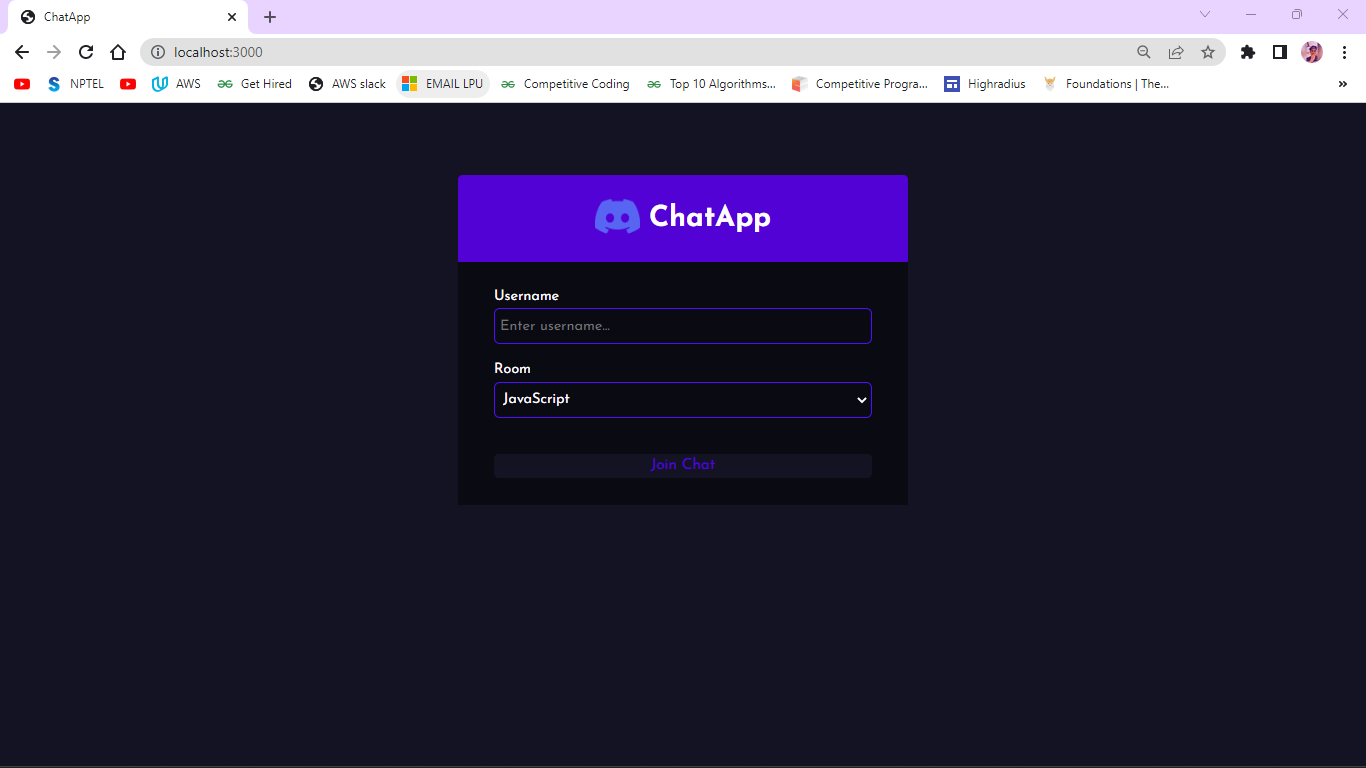 ChatApp
localhost:3000
NPTEL AWS Get Hired AWS slack EMAIL LPU Competitive Coding Top 10 Algorithms... Competitive Progra... Highradius Foundations | The...
ChatApp
Username
Enter username...
Room
JavaScript
Join Chat